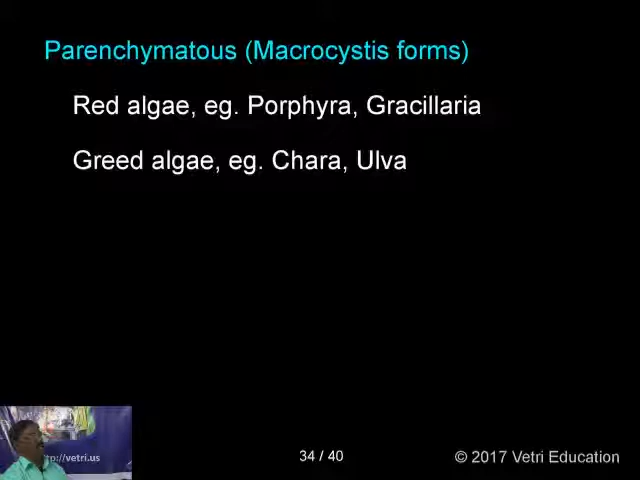 Parenchymatous (Macrocystis forms)
Red algae, eg. Porphyra, Gracillaria
Greed algae, eg. Chara, Ulva
http://vetri.us
34 / 40
© 2017 Vetri Education